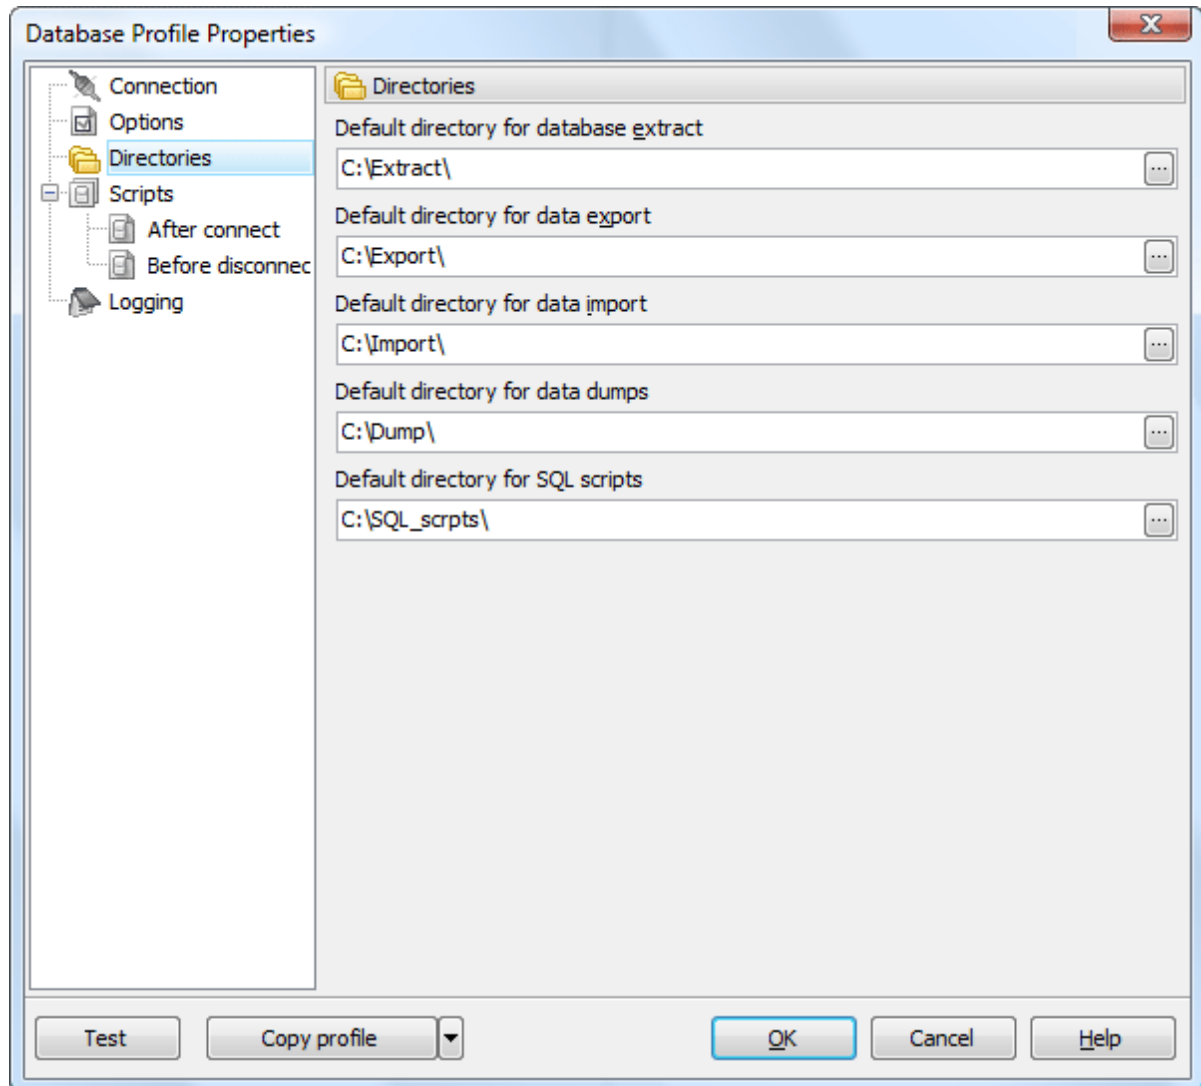 Database Profile Properties
Connection
Options
Directories
Scripts
After connect
Before disconnec
Logging
Directories
Default directory for database extract
C:\Extract\
Default directory for data export
C:\Export\
Default directory for data import
C:\Import\
Default directory for data dumps
C:\Dump\
Default directory for SQL scripts
C:\SQL_scrpts\
Test
Copy profile
OK
Cancel
Help